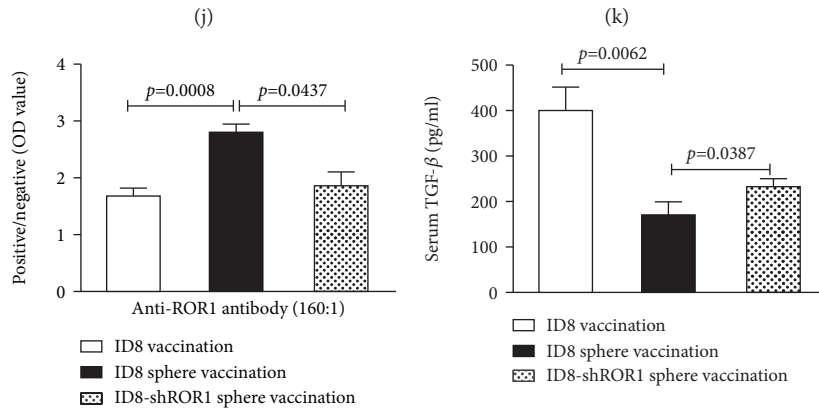 (j)
4
3
2
1
0
Positive/negative (OD value)
p=0.0008
p=0.0437
Anti-ROR1 antibody (160:1)
ID8 vaccination
ID8 sphere vaccination
ID8-shROR1 sphere vaccination
(k)
500
400
300
200
100
0
Serum TGF-β (pg/ml)
p=0.0062
p=0.0387
ID8 vaccination
ID8 sphere vaccination
ID8-shROR1 sphere vaccination